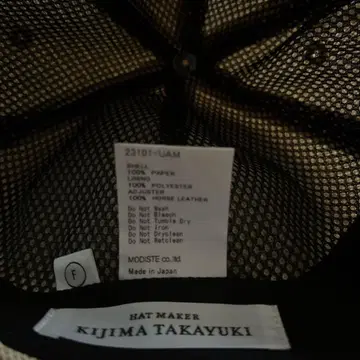 23101-UAM
SHELL
100% PAPER
LINING
100% POLYESTER
ADJUSTER
100% HORSE LEATHER
Do Not Wash
Do Not Bleach
Do Not Tumble Dry
Do Not Iron
Do Not Dryclean
Do Not Wetclean
MODISTE co.,ltd
Made in Japan
F
HAT MAKER
KIJIMA TAKAYUKI